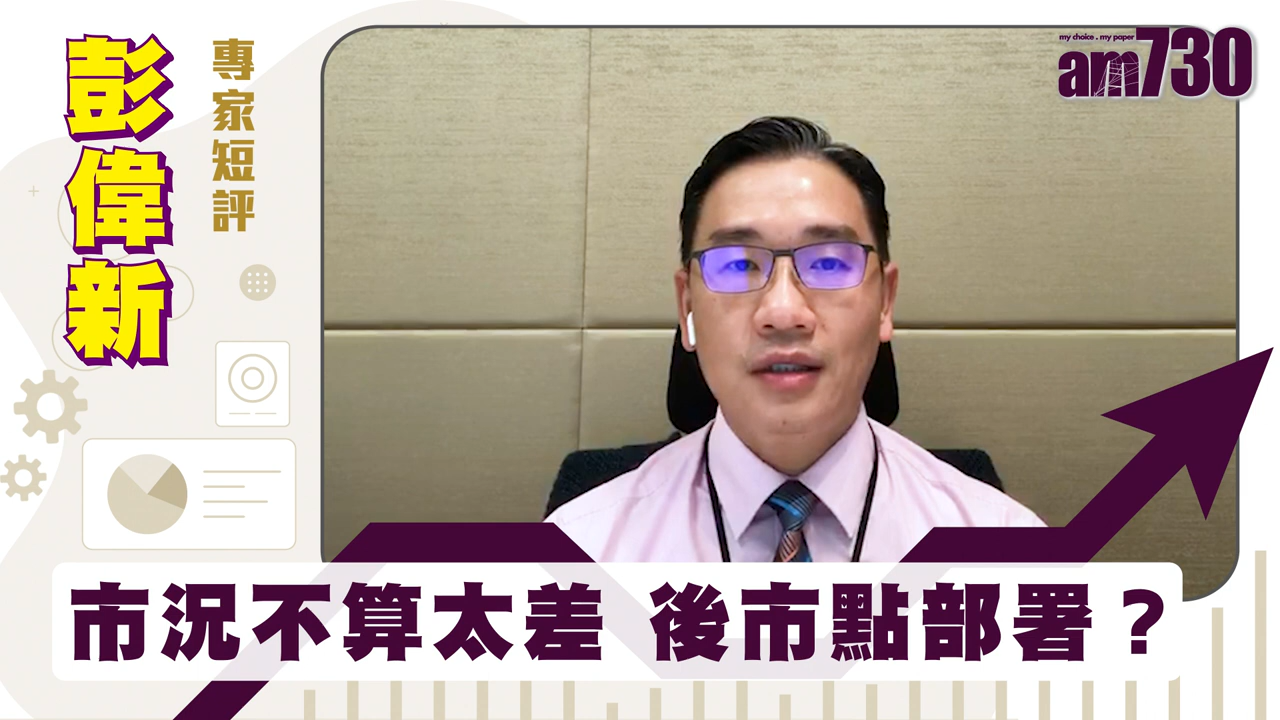 彭偉新
專家短評
my choice . my paper
am730
市況不算太差 後市點部署？